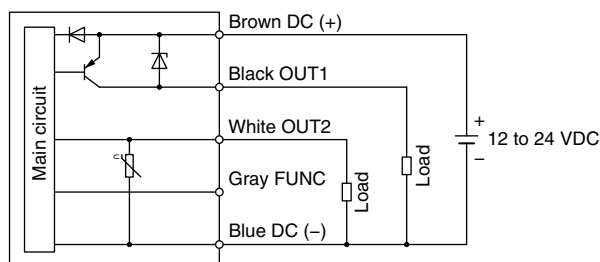 Main circuit
Brown DC (+)
Black OUT1
White OUT2
Gray FUNC
Blue DC (−)
Load
Load
+
12 to 24 VDC
−
U